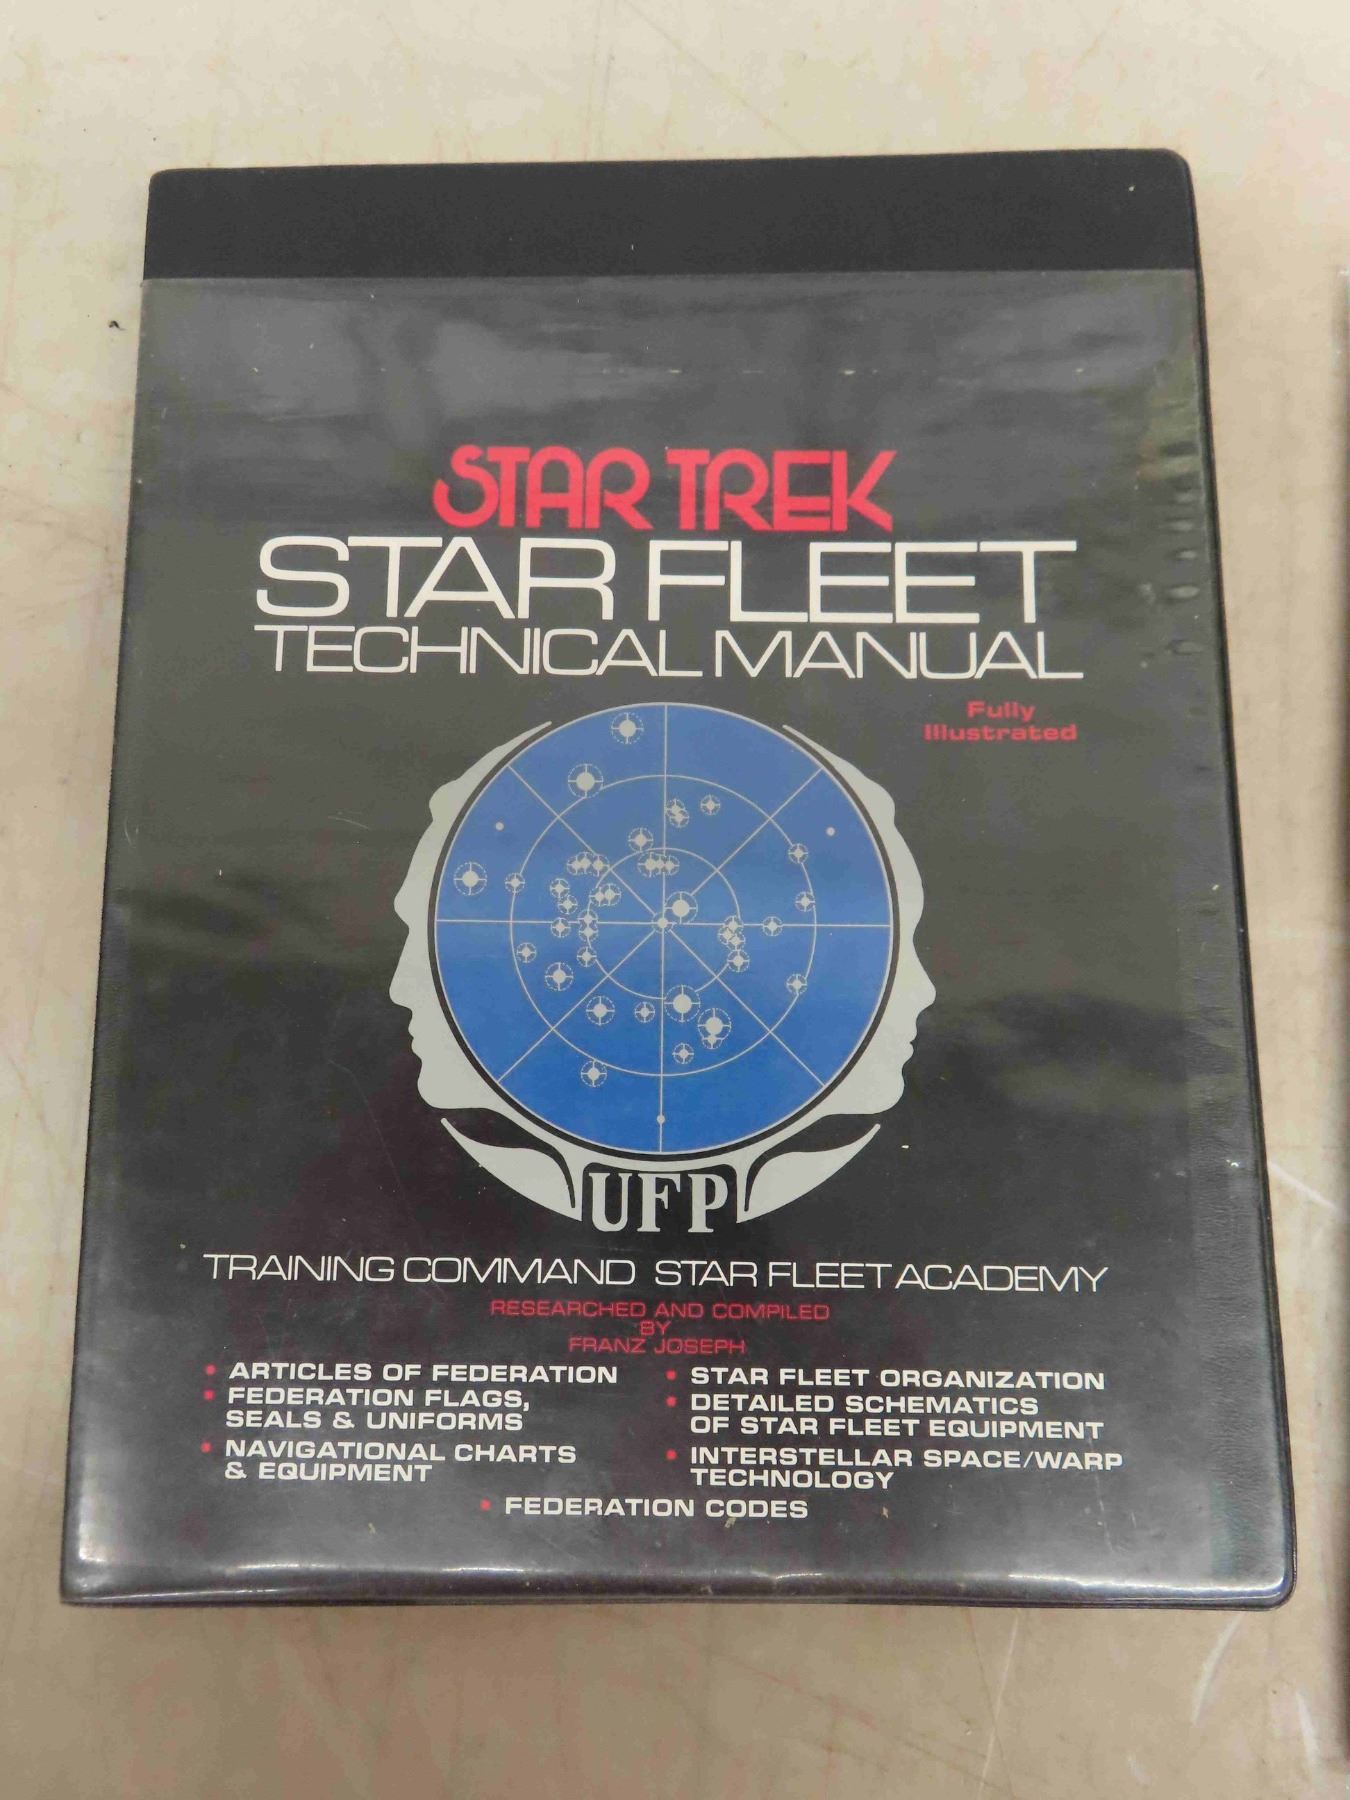 STAR TREK
STAR FLEET
TECHNICAL MANUAL
Fully
Illustrated
UFP
TRAINING COMMAND STAR FLEET ACADEMY
RESEARCHED AND COMPILED
BY
FRANZ JOSEPH
• ARTICLES OF FEDERATION
• FEDERATION FLAGS,
SEALS & UNIFORMS
• NAVIGATIONAL CHARTS
& EQUIPMENT
• STAR FLEET ORGANIZATION
• DETAILED SCHEMATICS
OF STAR FLEET EQUIPMENT
• INTERSTELLAR SPACE/WARP
TECHNOLOGY
• FEDERATION CODES